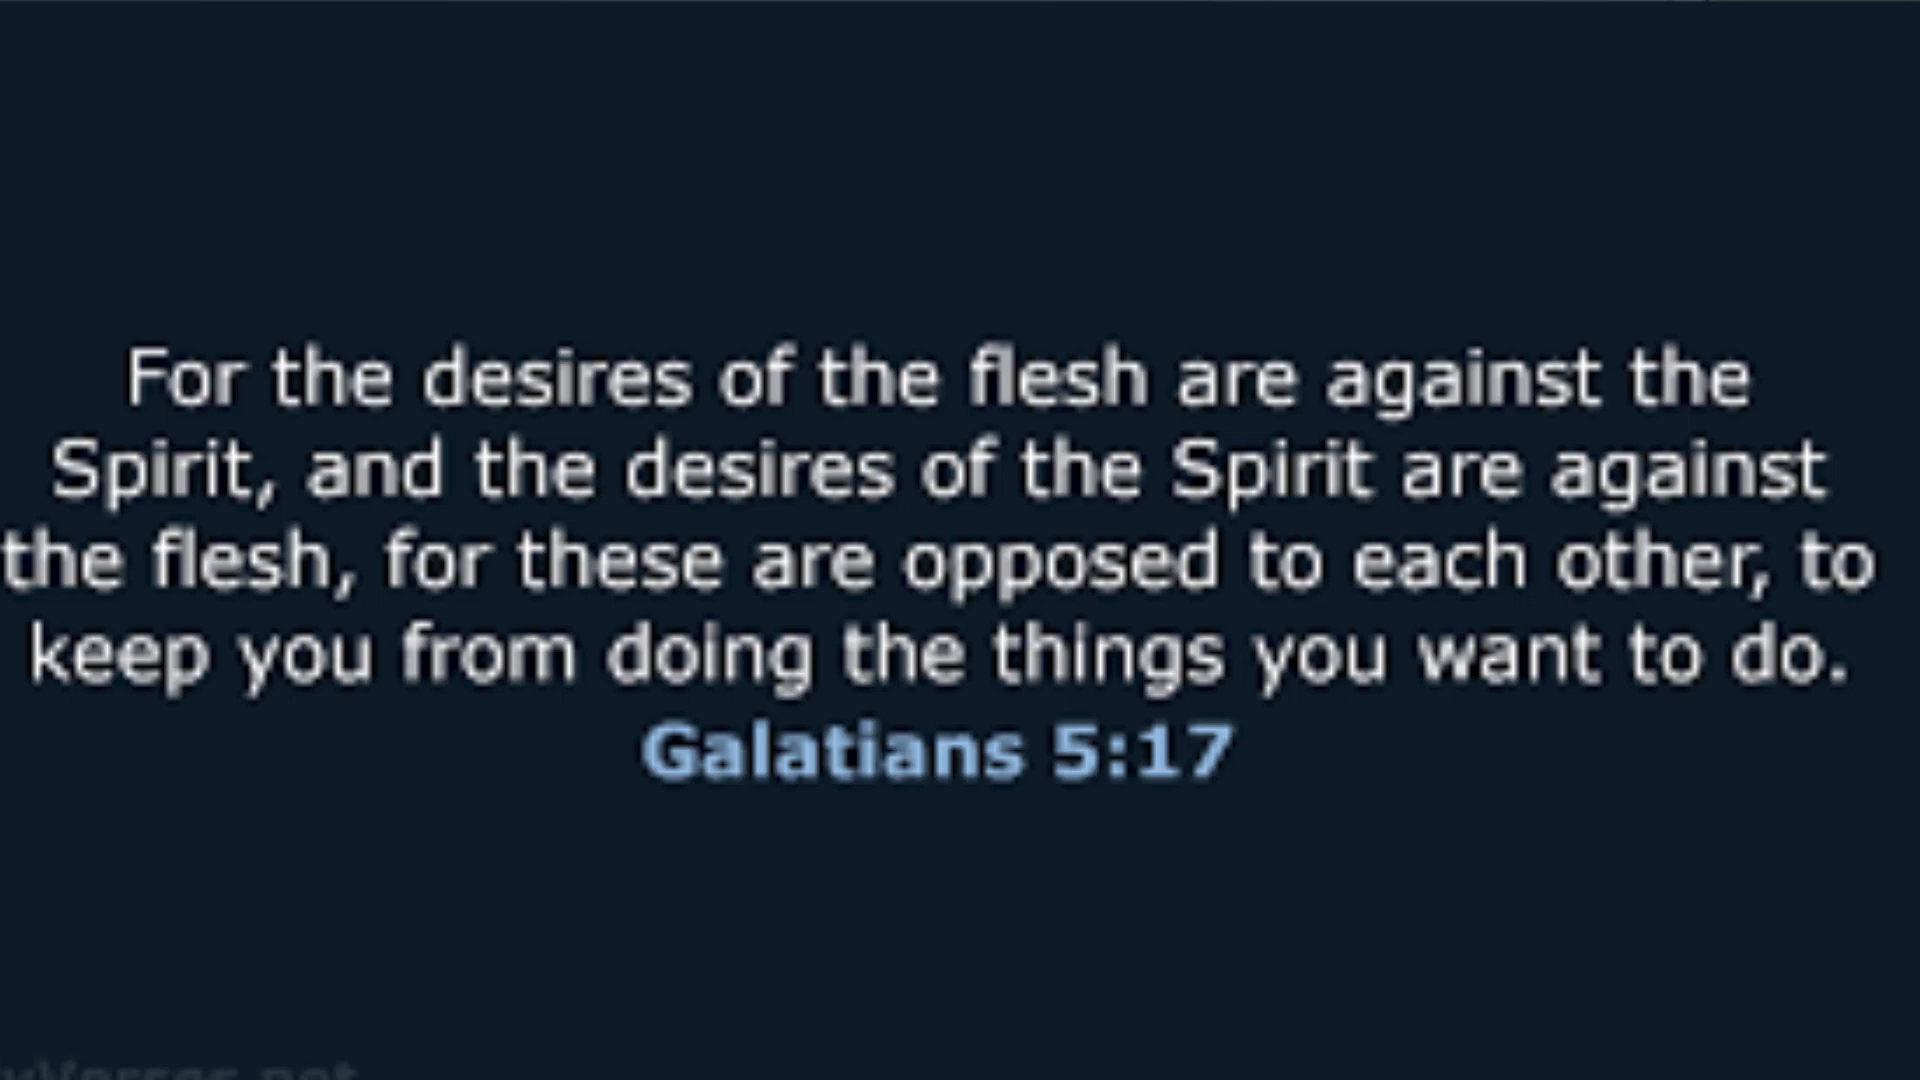 For the desires of the flesh are against the
Spirit, and the desires of the Spirit are against
the flesh, for these are opposed to each other, to
keep you from doing the things you want to do.
Galatians 5:17